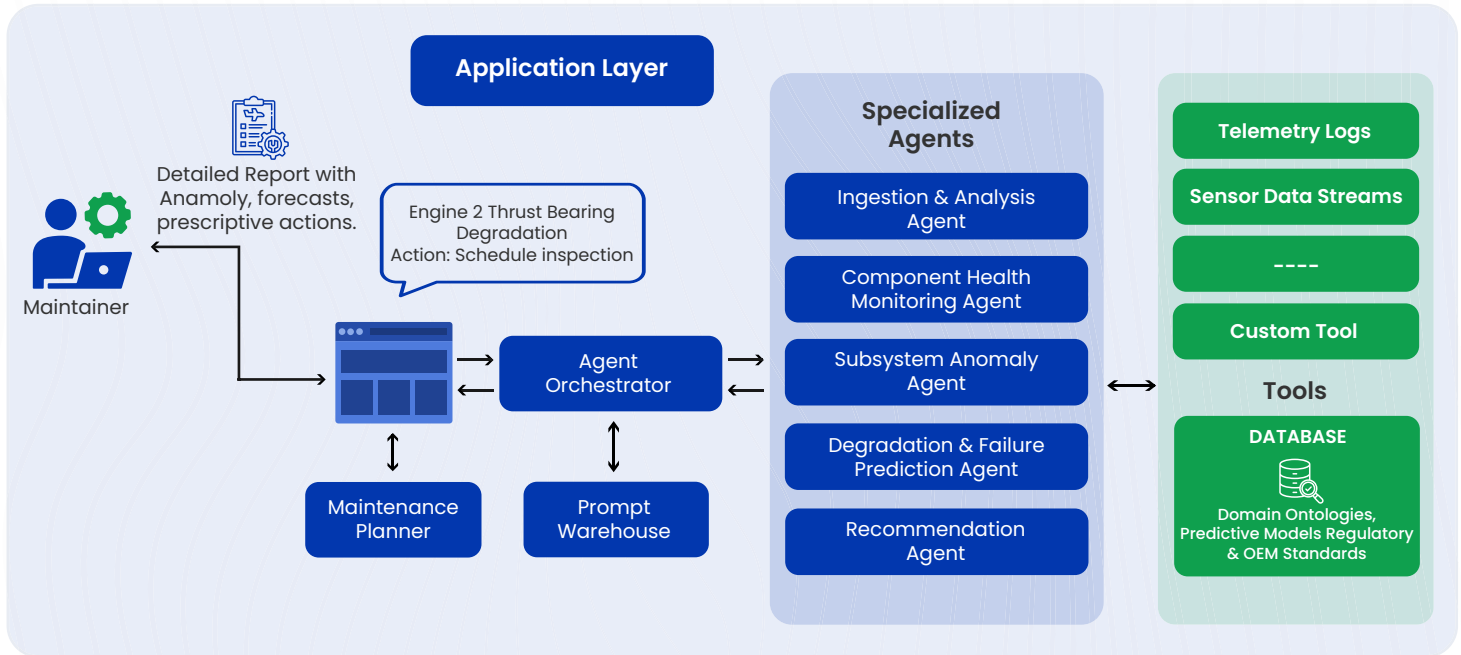 Application Layer
Detailed Report with
Anamoly, forecasts,
prescriptive actions.
Maintainer
Engine 2 Thrust Bearing
Degradation
Action: Schedule inspection
Agent
Orchestrator
Maintenance
Planner
Prompt
Warehouse
Specialized
Agents
Ingestion & Analysis
Agent
Component Health
Monitoring Agent
Subsystem Anomaly
Agent
Degradation & Failure
Prediction Agent
Recommendation
Agent
Telemetry Logs
Sensor Data Streams
----
Custom Tool
Tools
DATABASE
Domain Ontologies,
Predictive Models Regulatory
& OEM Standards